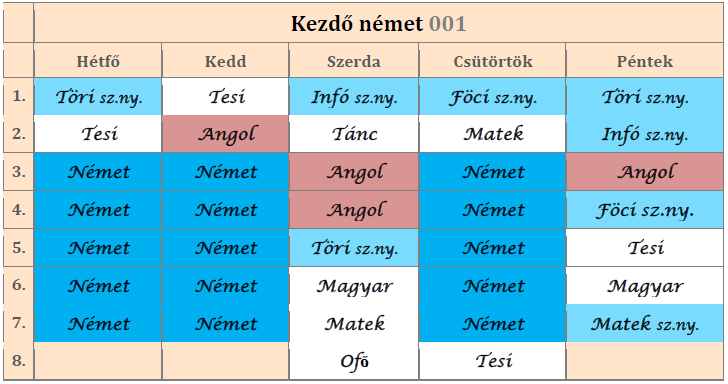 Kezdő német 001
Hétfő Kedd Szerda Csütörtök Péntek
1. Töri sz.ny. Tesi Infó sz.ny. Föci sz.ny. Töri sz.ny.
2. Tesi Angol Tánc Matek Infó sz.ny.
3. Német Német Angol Német Angol
4. Német Német Angol Német Föci sz.ny.
5. Német Német Töri sz.ny. Német Tesi
6. Német Német Magyar Német Magyar
7. Német Német Matek Német Matek sz.ny.
8. Ofő Tesi